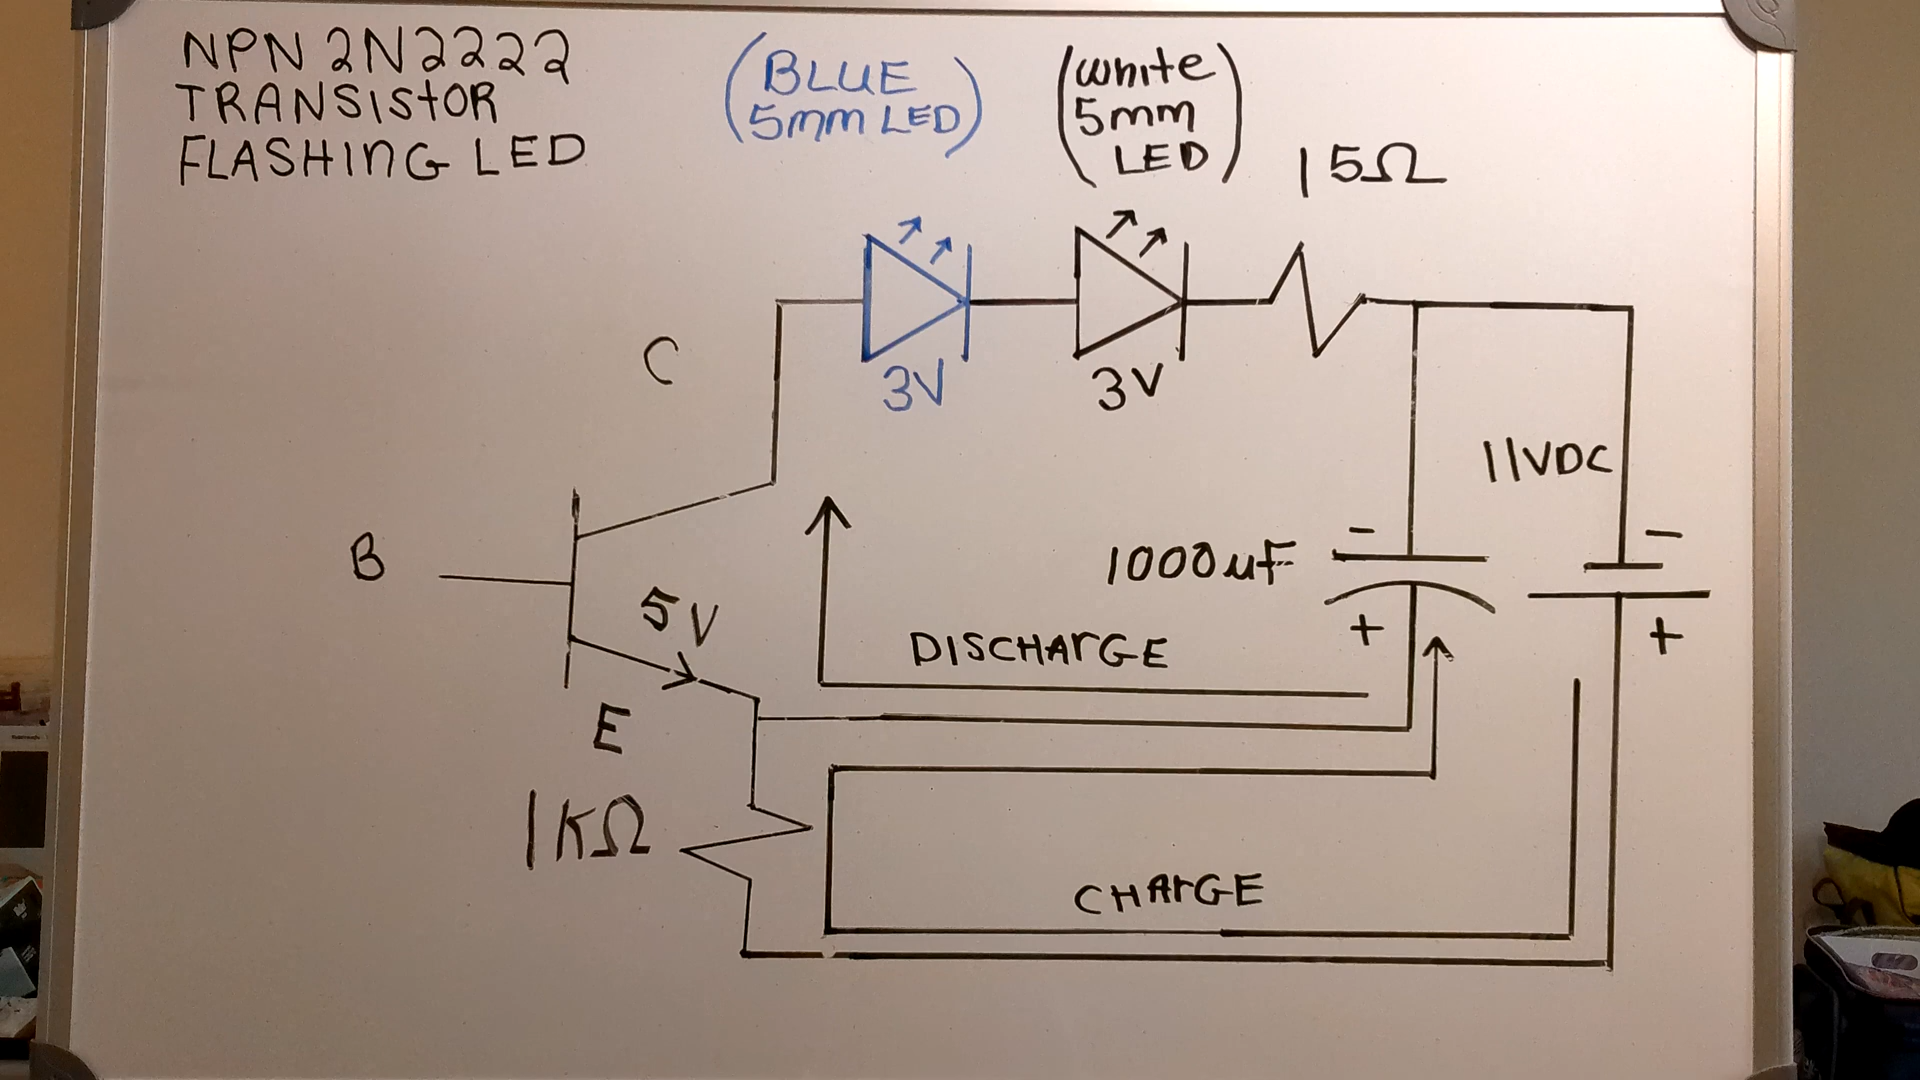 NPN 2N2222
TRANSIStOR
FLASHING LED
(BLUE
5mm LED)
(white
5mm
LED)
15Ω
C
3V
3V
11VDC
B
-
-
1000uF
5V
+
+
DISCHArGE
E
1KΩ
CHArGE